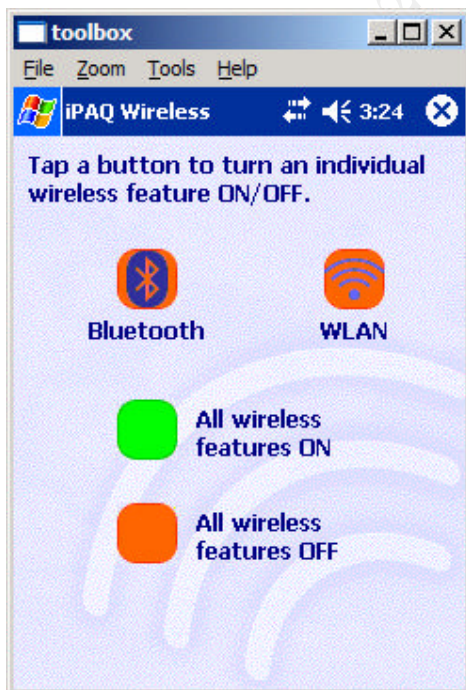 toolbox
File Zoom Tools Help
iPAQ Wireless 3:24
Tap a button to turn an individual
wireless feature ON/OFF.
Bluetooth WLAN
All wireless
features ON
All wireless
features OFF